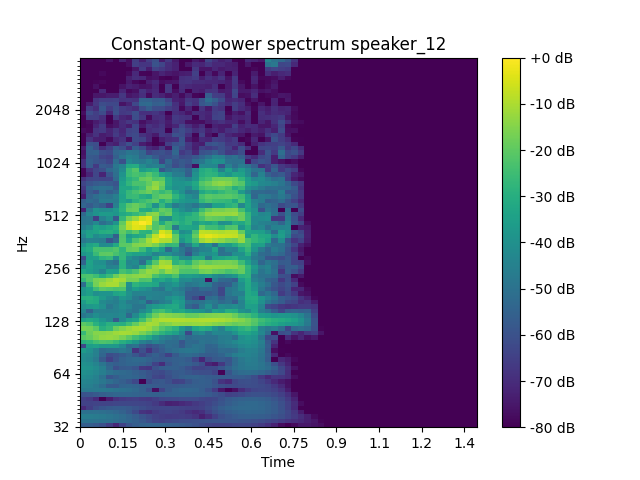 Constant-Q power spectrum speaker_12
Hz
2048
1024
512
256
128
64
32
0 0.15 0.3 0.45 0.6 0.75 0.9 1.1 1.2 1.4
Time
+0 dB
-10 dB
-20 dB
-30 dB
-40 dB
-50 dB
-60 dB
-70 dB
-80 dB